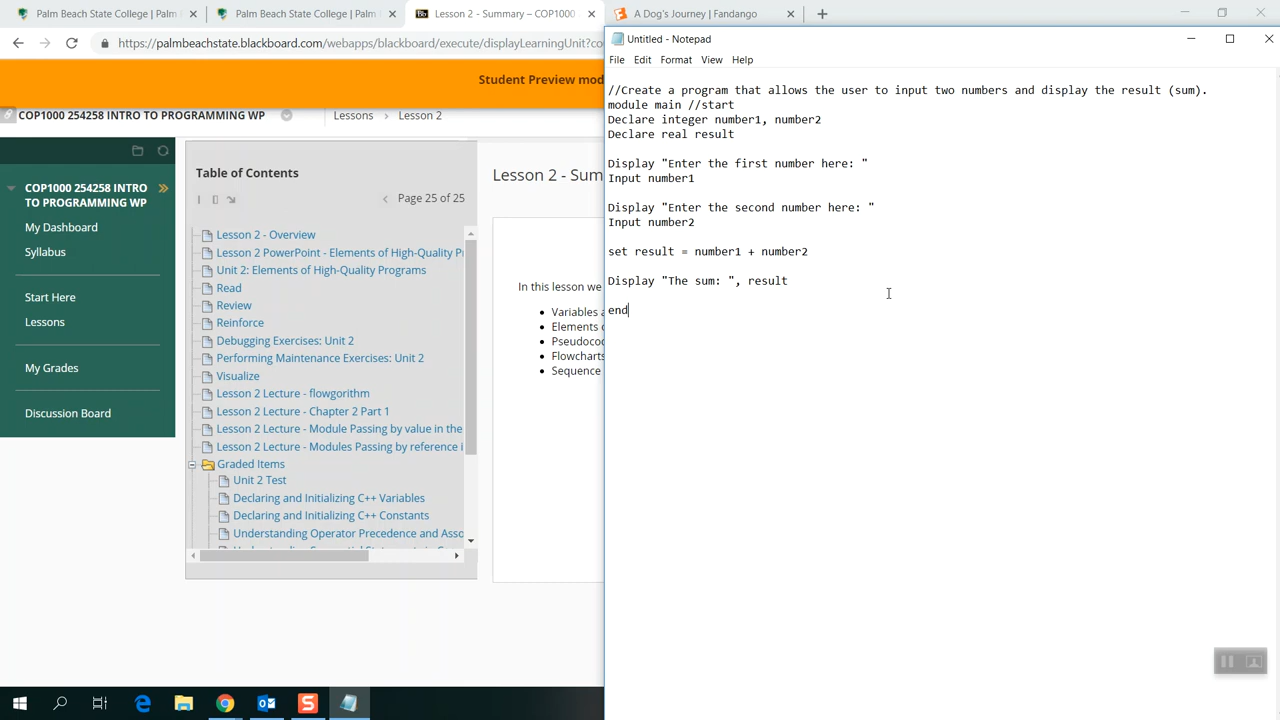 Palm Beach State College | Palm
Palm Beach State College | Palm
Lesson 2 - Summary – COP1000
A Dog's Journey | Fandango
https://palmbeachstate.blackboard.com/webapps/blackboard/execute/displayLearningUnit?co
Untitled - Notepad
File Edit Format View Help
Student Preview mod
COP1000 254258 INTRO TO PROGRAMMING WP
Lessons
Lesson 2
COP1000 254258 INTRO
TO PROGRAMMING WP
My Dashboard
Syllabus
Start Here
Lessons
My Grades
Discussion Board
Table of Contents
Page 25 of 25
Lesson 2 - Overview
Lesson 2 PowerPoint - Elements of High-Quality Pr
Unit 2: Elements of High-Quality Programs
Read
Review
Reinforce
Debugging Exercises: Unit 2
Performing Maintenance Exercises: Unit 2
Visualize
Lesson 2 Lecture - flowgorithm
Lesson 2 Lecture - Chapter 2 Part 1
Lesson 2 Lecture - Module Passing by value in the
Lesson 2 Lecture - Modules Passing by reference i
Graded Items
Unit 2 Test
Declaring and Initializing C++ Variables
Declaring and Initializing C++ Constants
Understanding Operator Precedence and Asso
Lesson 2 - Sum
In this lesson we
Variables a
Elements o
Pseudocod
Flowcharts
Sequence
//Create a program that allows the user to input two numbers and display the result (sum).
module main //start
Declare integer number1, number2
Declare real result
Display "Enter the first number here: "
Input number1
Display "Enter the second number here: "
Input number2
set result = number1 + number2
Display "The sum: ", result
end